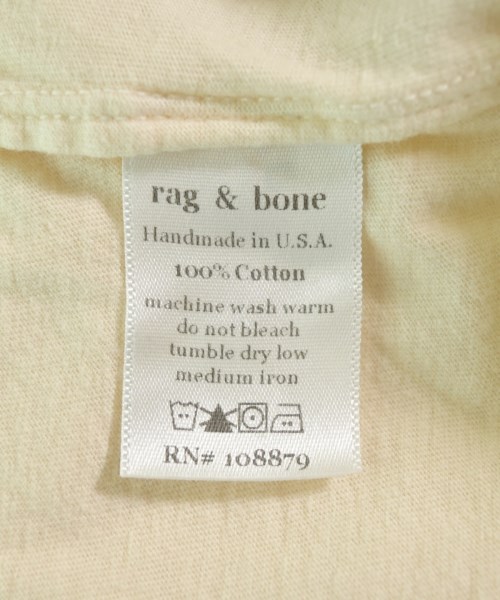 rag & bone
Handmade in U.S.A.
100% Cotton
machine wash warm
do not bleach
tumble dry low
medium iron
RN# 108879